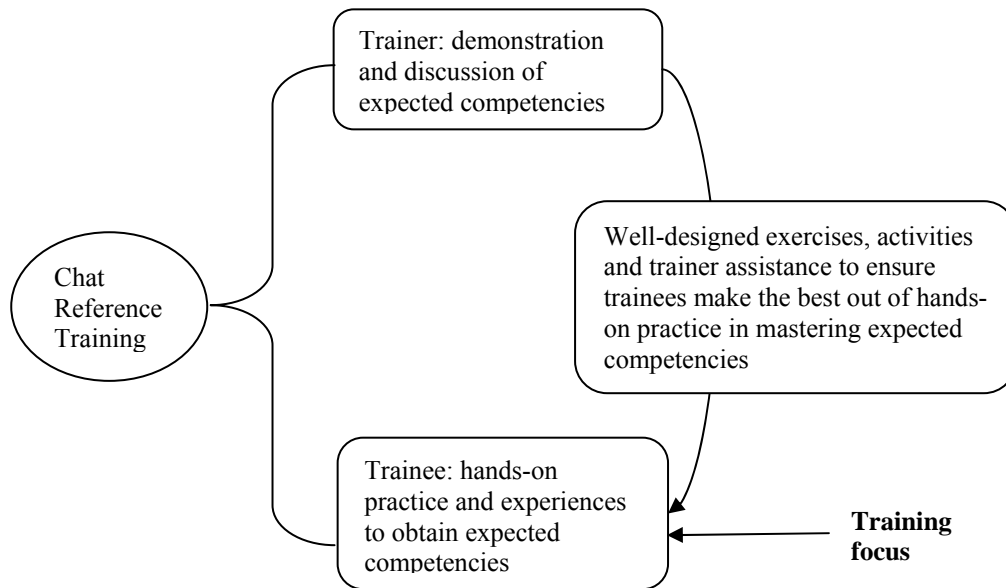 Trainer: demonstration
and discussion of
expected competencies
Well-designed exercises, activities
and trainer assistance to ensure
trainees make the best out of hands-
on practice in mastering expected
competencies
Chat
Reference
Training
Trainee: hands-on
practice and experiences
to obtain expected
competencies
Training
focus